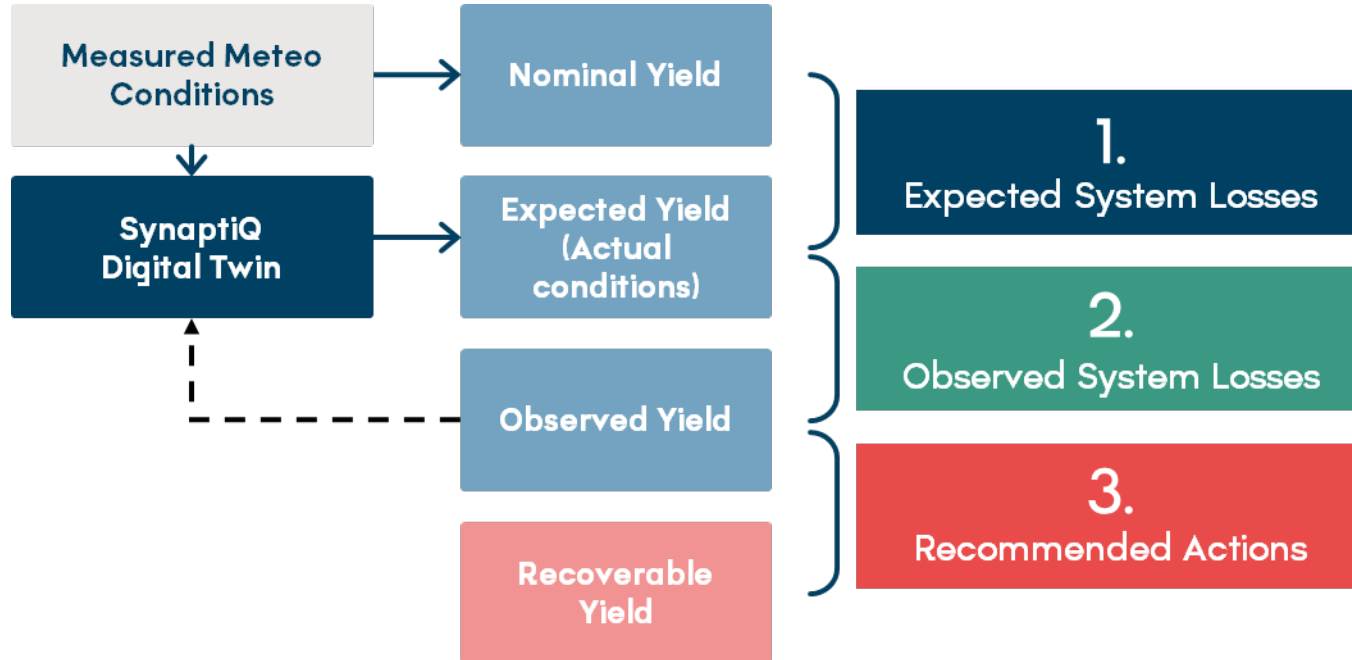 Measured Meteo
Conditions
Nominal Yield
1.
Expected System Losses
SynaptiQ
Digital Twin
Expected Yield
(Actual
conditions)
2.
Observed System Losses
Observed Yield
3.
Recommended Actions
Recoverable
Yield